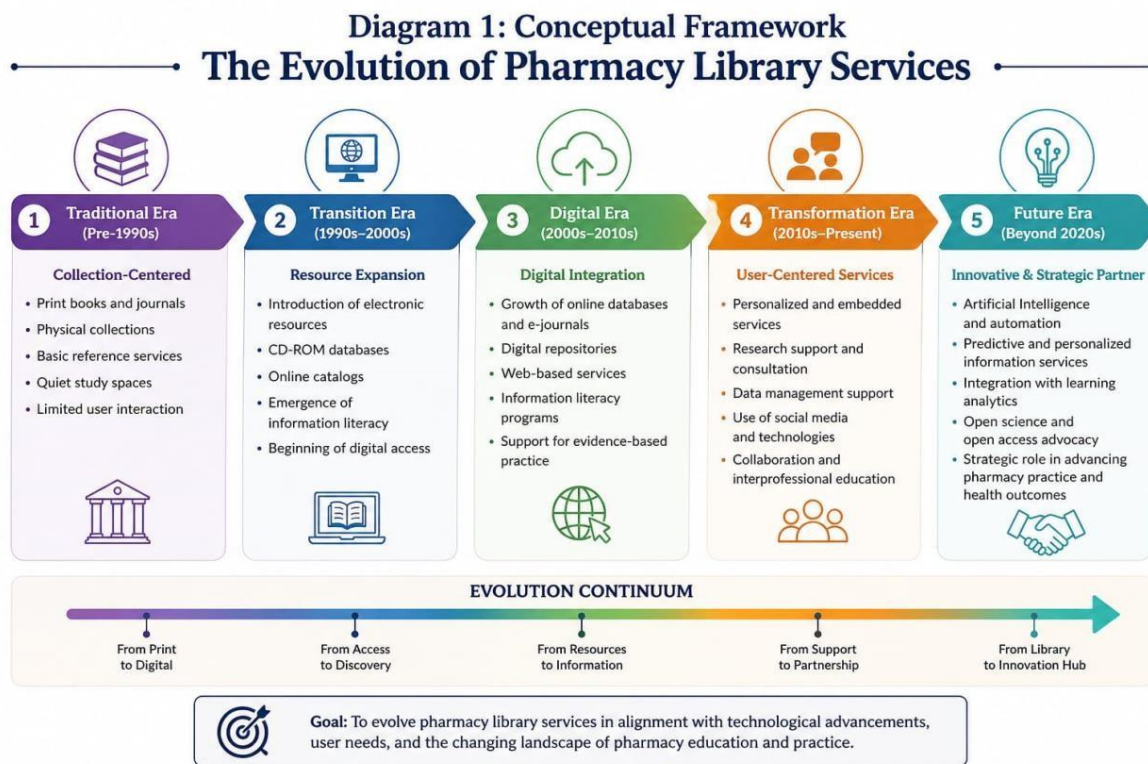 Diagram 1: Conceptual Framework
The Evolution of Pharmacy Library Services
1
Traditional Era
(Pre-1990s)
Collection-Centered
• Print books and journals
• Physical collections
• Basic reference services
• Quiet study spaces
• Limited user interaction
2
Transition Era
(1990s–2000s)
Resource Expansion
• Introduction of electronic
resources
• CD-ROM databases
• Online catalogs
• Emergence of
information literacy
• Beginning of digital access
3
Digital Era
(2000s–2010s)
Digital Integration
• Growth of online databases
and e-journals
• Digital repositories
• Web-based services
• Information literacy
programs
• Support for evidence-based
practice
4
Transformation Era
(2010s–Present)
User-Centered Services
• Personalized and embedded
services
• Research support and
consultation
• Data management support
• Use of social media
and technologies
• Collaboration and
interprofessional education
5
Future Era
(Beyond 2020s)
Innovative & Strategic Partner
• Artificial Intelligence
and automation
• Predictive and personalized
information services
• Integration with learning
analytics
• Open science and
open access advocacy
• Strategic role in advancing
pharmacy practice and
health outcomes
EVOLUTION CONTINUUM
From Print
to Digital
From Access
to Discovery
From Resources
to Information
From Support
to Partnership
From Library
to Innovation Hub
Goal: To evolve pharmacy library services in alignment with technological advancements,
user needs, and the changing landscape of pharmacy education and practice.